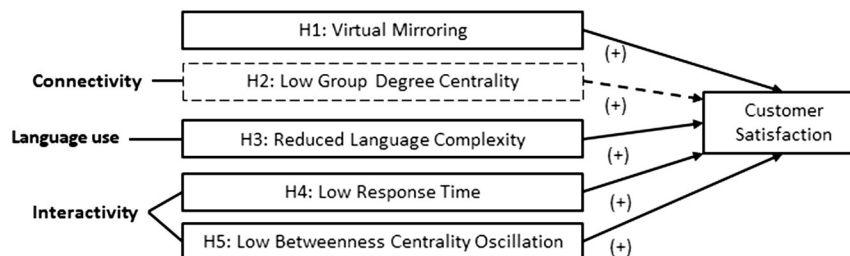 H1: Virtual Mirroring
(+)
Connectivity
H2: Low Group Degree Centrality
(+)
Customer
Satisfaction
Language use
H3: Reduced Language Complexity
(+)
H4: Low Response Time
(+)
Interactivity
H5: Low Betweenness Centrality Oscillation
(+)